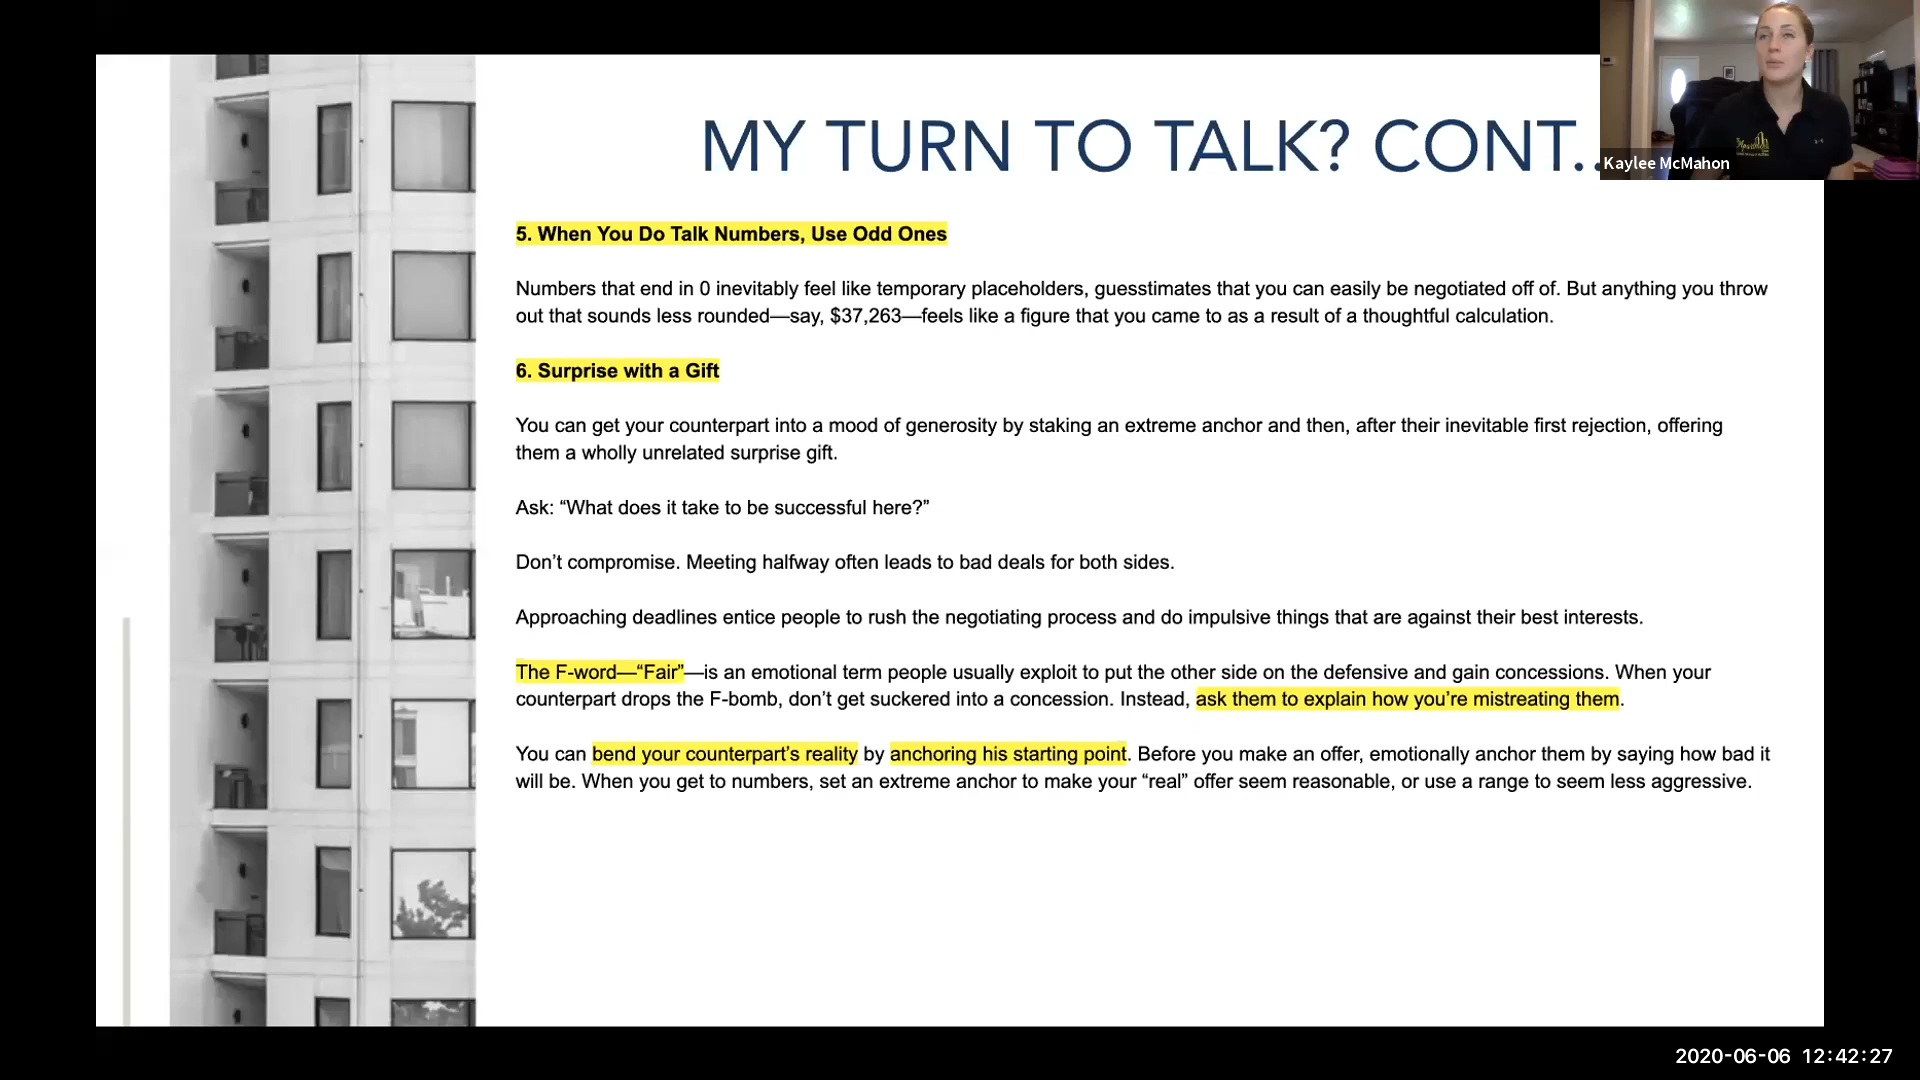 MY TURN TO TALK? CONT..
Kaylee McMahon
5. When You Do Talk Numbers, Use Odd Ones
Numbers that end in 0 inevitably feel like temporary placeholders, guesstimates that you can easily be negotiated off of. But anything you throw
out that sounds less rounded—say, $37,263—feels like a figure that you came to as a result of a thoughtful calculation.
6. Surprise with a Gift
You can get your counterpart into a mood of generosity by staking an extreme anchor and then, after their inevitable first rejection, offering
them a wholly unrelated surprise gift.
Ask: “What does it take to be successful here?”
Don’t compromise. Meeting halfway often leads to bad deals for both sides.
Approaching deadlines entice people to rush the negotiating process and do impulsive things that are against their best interests.
The F-word—“Fair”—is an emotional term people usually exploit to put the other side on the defensive and gain concessions. When your
counterpart drops the F-bomb, don’t get suckered into a concession. Instead, ask them to explain how you’re mistreating them.
You can bend your counterpart’s reality by anchoring his starting point. Before you make an offer, emotionally anchor them by saying how bad it
will be. When you get to numbers, set an extreme anchor to make your “real” offer seem reasonable, or use a range to seem less aggressive.
2020-06-06 12:42:27